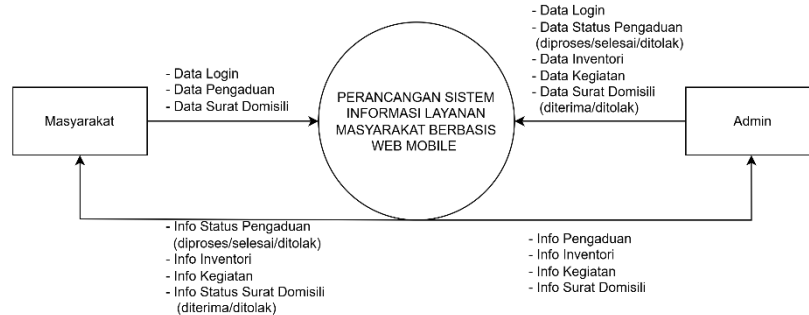 - Data Login
- Data Pengaduan
- Data Surat Domisili
Masyarakat
PERANCANGAN SISTEM
INFORMASI LAYANAN
MASYARAKAT BERBASIS
WEB MOBILE
- Data Login
- Data Status Pengaduan
(diproses/selesai/ditolak)
- Data Inventori
- Data Kegiatan
- Data Surat Domisili
(diterima/ditolak)
Admin
- Info Status Pengaduan
(diproses/selesai/ditolak)
- Info Inventori
- Info Kegiatan
- Info Status Surat Domisili
(diterima/ditolak)
- Info Pengaduan
- Info Inventori
- Info Kegiatan
- Info Surat Domisili